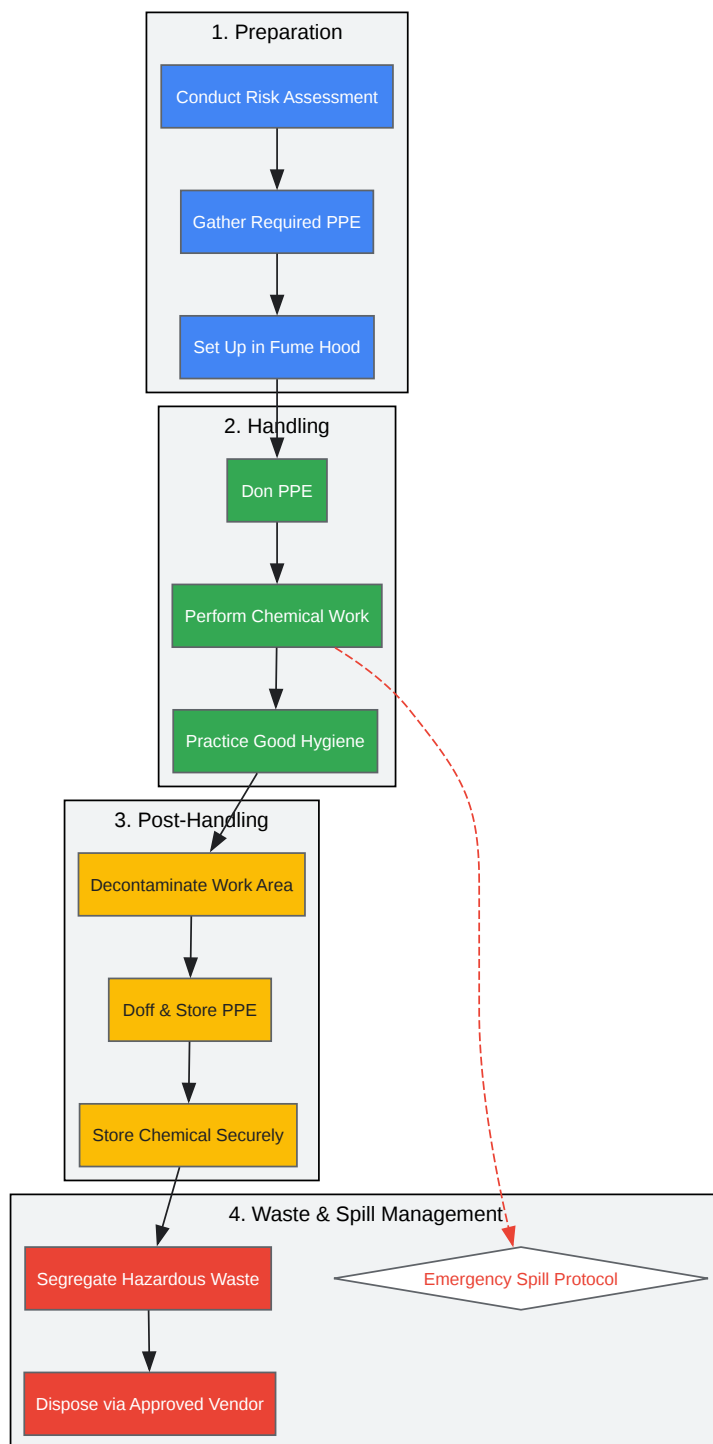 1. Preparation
Conduct Risk Assessment
Gather Required PPE
Set Up in Fume Hood
2. Handling
Don PPE
Perform Chemical Work
Practice Good Hygiene
3. Post-Handling
Decontaminate Work Area
Doff & Store PPE
Store Chemical Securely
4. Waste & Spill Management
Segregate Hazardous Waste
Emergency Spill Protocol
Dispose via Approved Vendor